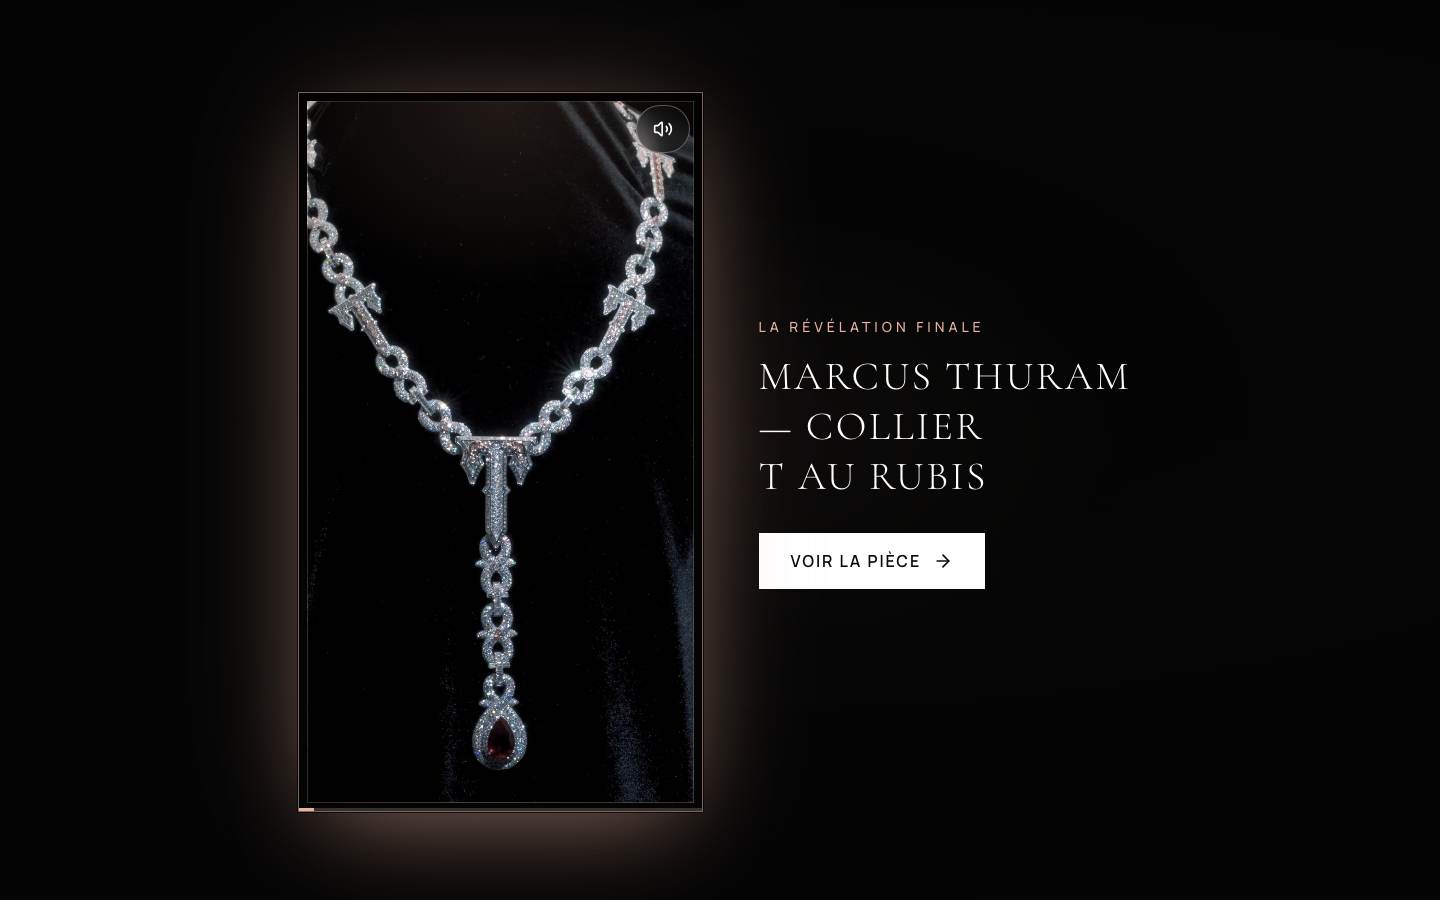 LA RÉVÉLATION FINALE
MARCUS THURAM
— COLLIER
T AU RUBIS
VOIR LA PIÈCE →